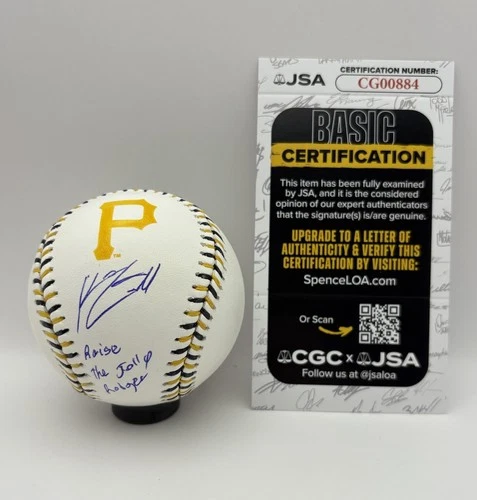 JSA
CERTIFICATION NUMBER:
CG00884
BASIC
CERTIFICATION
This item has been fully examined
by JSA, and it is the considered
opinion of our expert authenticators
that the signature(s) is/are genuine.
UPGRADE TO A LETTER OF
AUTHENTICITY & VERIFY THIS
CERTIFICATION BY VISITING:
SpenceLOA.com
Or Scan
CGC x JSA
Follow us at @jsaloa
P
TM
Raise
The Jolly